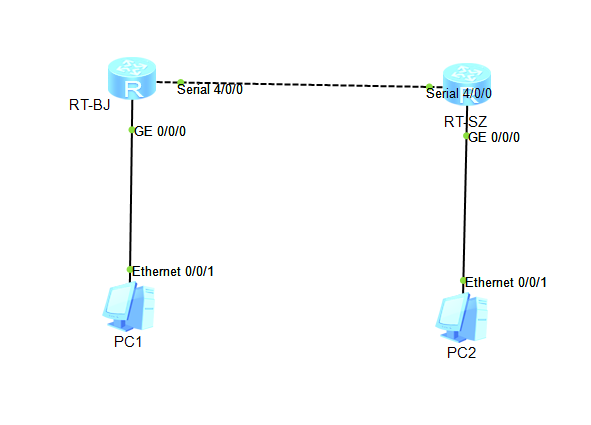 Serial 4/0/0
Serial 4/0/0
RT-BJ
RT-SZ
GE 0/0/0
GE 0/0/0
Ethernet 0/0/1
Ethernet 0/0/1
PC1
PC2